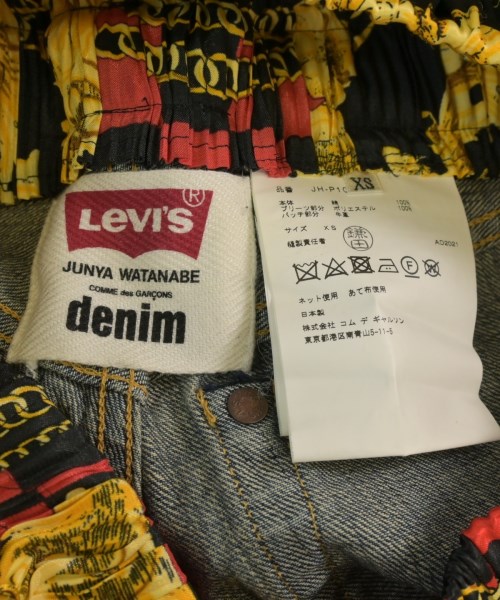 LEVI'S ®
JUNYA WATANABE
COMME des GARÇONS
denim
品番 JH-P10 XS
本体 綿 100%
プリーツ部分 ポリエステル 100%
パッチ部分 牛革
サイズ XS
縫製責任者 鎌田 AD2021
ネット使用 あて布使用
日本製
株式会社 コム デ ギャルソン
東京都港区南青山5-11-5